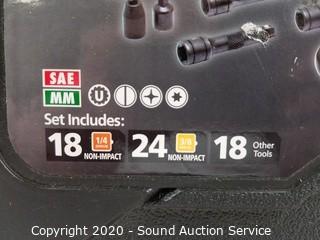 SAE
MM U
Set Includes:
18 1/4 NON-IMPACT 24 3/8 NON-IMPACT 18 Other Tools
Copyright 2020 - Sound Auction Service